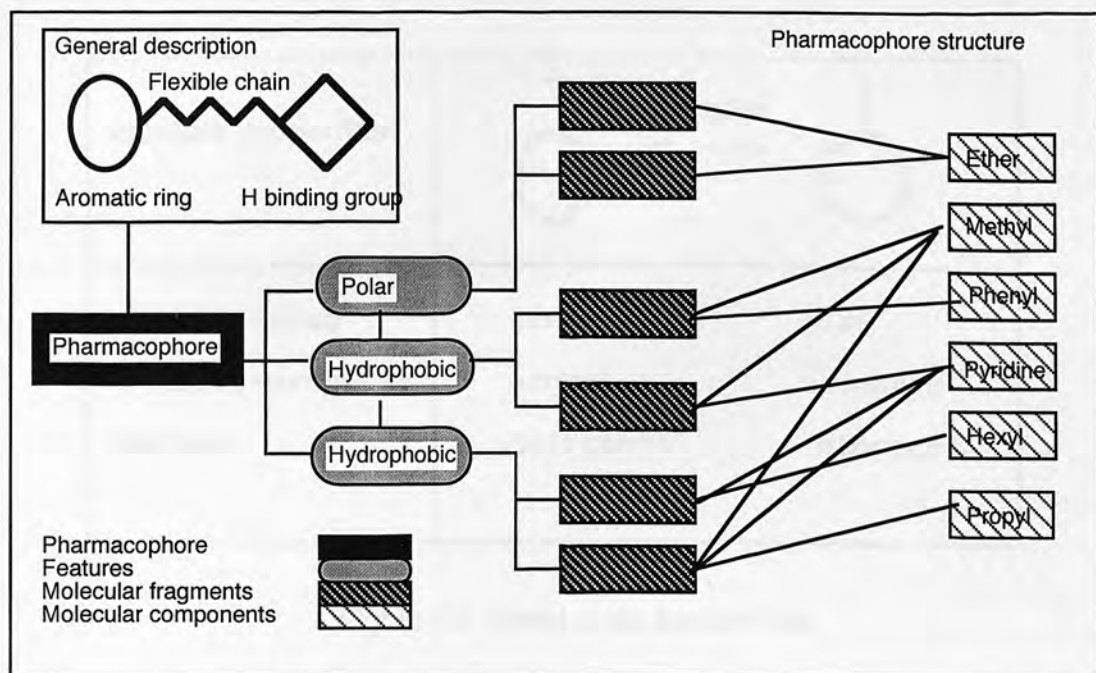 General description
Flexible chain
Aromatic ring
H binding group
Pharmacophore structure
Pharmacophore
Polar
Hydrophobic
Hydrophobic
Ether
Methyl
Phenyl
Pyridine
Hexyl
Propyl
Pharmacophore
Features
Molecular fragments
Molecular components